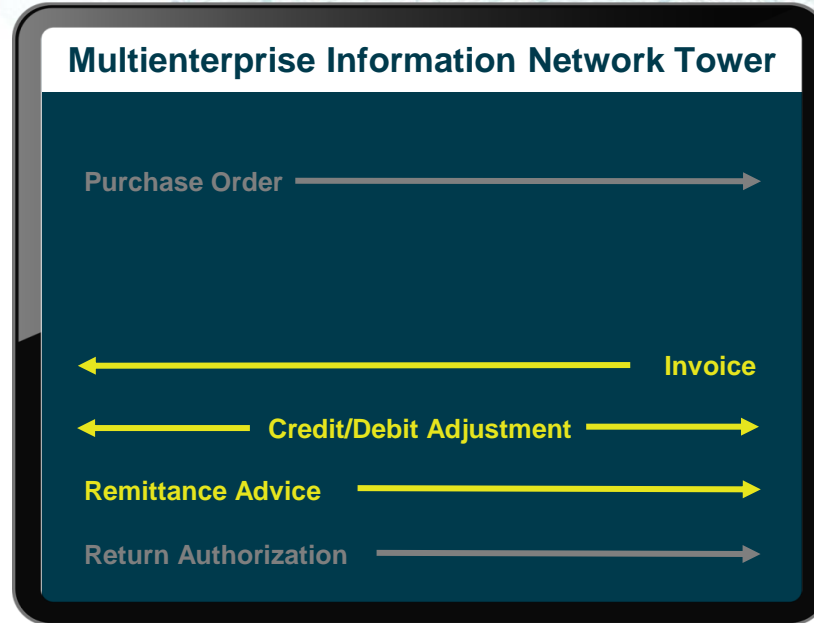 Multienterprise Information Network Tower
Purchase Order
Invoice
Credit/Debit Adjustment
Remittance Advice
Return Authorization